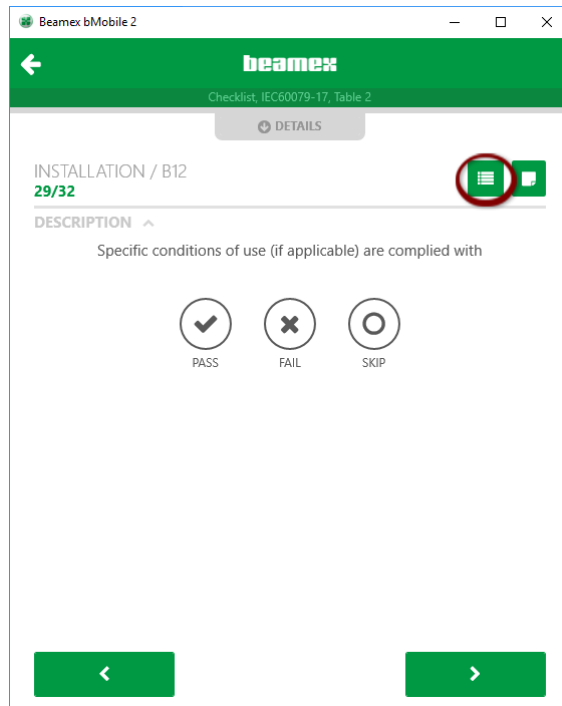 Beamex bMobile 2
beamex
Checklist, IEC60079-17, Table 2
DETAILS
INSTALLATION / B12
29/32
DESCRIPTION
Specific conditions of use (if applicable) are complied with
PASS FAIL SKIP